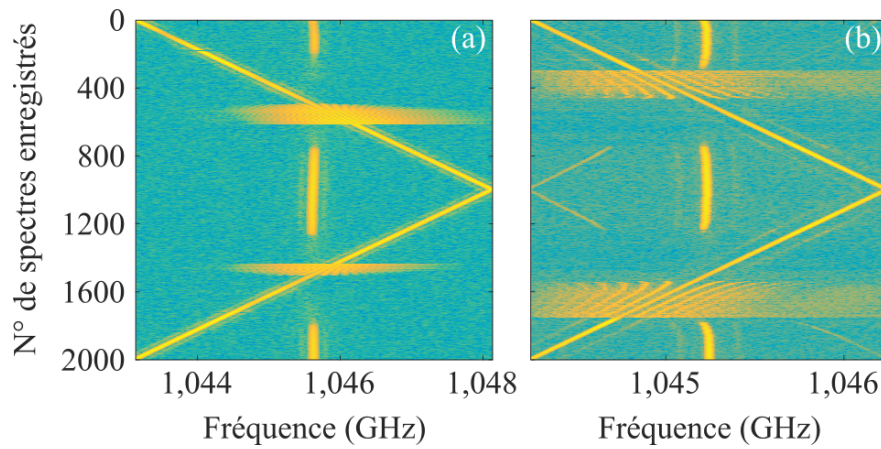 (a)
(b)
N° de spectres enregistrés
0
400
800
1200
1600
2000
1,044
1,046
1,048
1,045
1,046
Fréquence (GHz)
Fréquence (GHz)